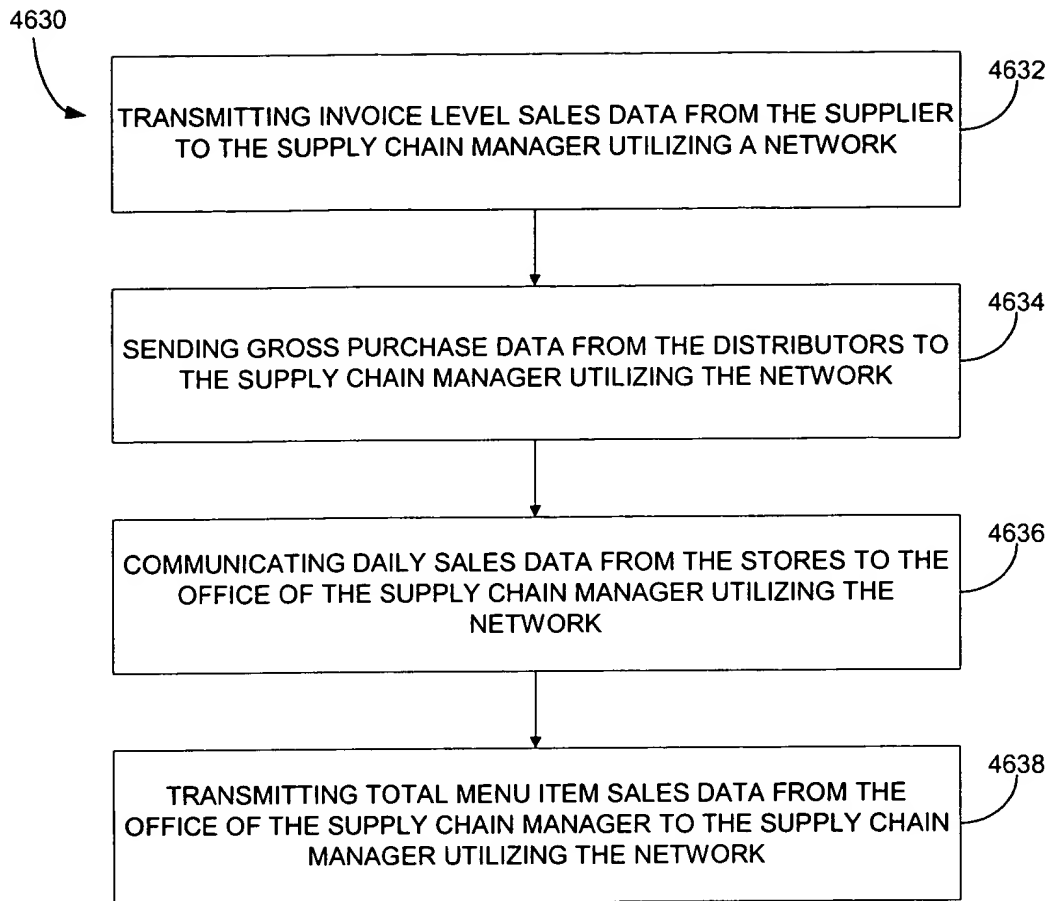 4630
4632
TRANSMITTING INVOICE LEVEL SALES DATA FROM THE SUPPLIER
TO THE SUPPLY CHAIN MANAGER UTILIZING A NETWORK
4634
SENDING GROSS PURCHASE DATA FROM THE DISTRIBUTORS TO
THE SUPPLY CHAIN MANAGER UTILIZING THE NETWORK
4636
COMMUNICATING DAILY SALES DATA FROM THE STORES TO THE
OFFICE OF THE SUPPLY CHAIN MANAGER UTILIZING THE
NETWORK
4638
TRANSMITTING TOTAL MENU ITEM SALES DATA FROM THE
OFFICE OF THE SUPPLY CHAIN MANAGER TO THE SUPPLY CHAIN
MANAGER UTILIZING THE NETWORK